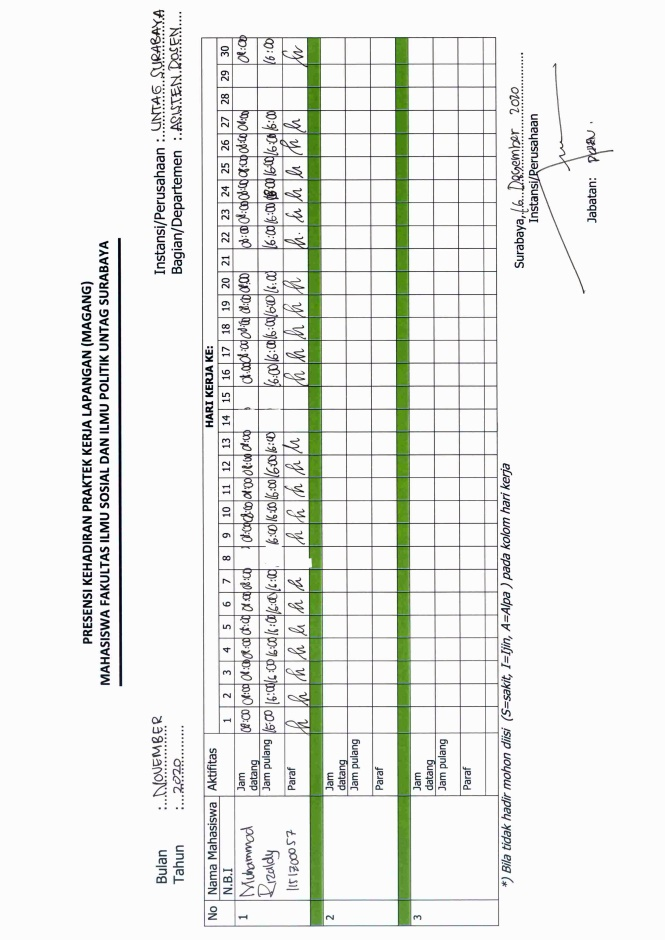 PRESENSI KEHADIRAN PRAKTEK KERJA LAPANGAN (MAGANG)
MAHASISWA FAKULTAS ILMU SOSIAL DAN ILMU POLITIK UNTAG SURABAYA
Bulan : NOVEMBER
Tahun : 2020
Instansi/Perusahaan : UNTAG SURABAYA
Bagian/Departemen : ASISTEN DOSEN
No Nama Mahasiswa N.B.I Aktifitas HARI KERJA KE:
1 2 3 4 5 6 7 8 9 10 11 12 13 14 15 16 17 18 19 20 21 22 23 24 25 26 27 28 29 30
1 Muhammad Rizaldy 1151700057
Jam datang 08:00 08:00 08:00 08:00 08:00 08:00 08:00 08:00 08:00 08:00 08:00 08:00 08:00 08:00 08:00 08:00 08:00 08:00 08:00 08:00 08:00 08:00 08:00 08:00
Jam pulang 16:00 16:00 16:00 16:00 16:00 16:00 16:00 16:00 16:00 16:00 16:00 16:00 16:00 16:00 16:00 16:00 16:00 16:00 16:00 16:00 16:00 16:00
Paraf
2
Jam datang
Jam pulang
Paraf
3
Jam datang
Jam pulang
Paraf
*) Bila tidak hadir mohon diisi (S=sakit, I=Ijin, A=Alpa ) pada kolom hari kerja
Surabaya, 16 Desember 2020
Instansi/Perusahaan
Jabatan: